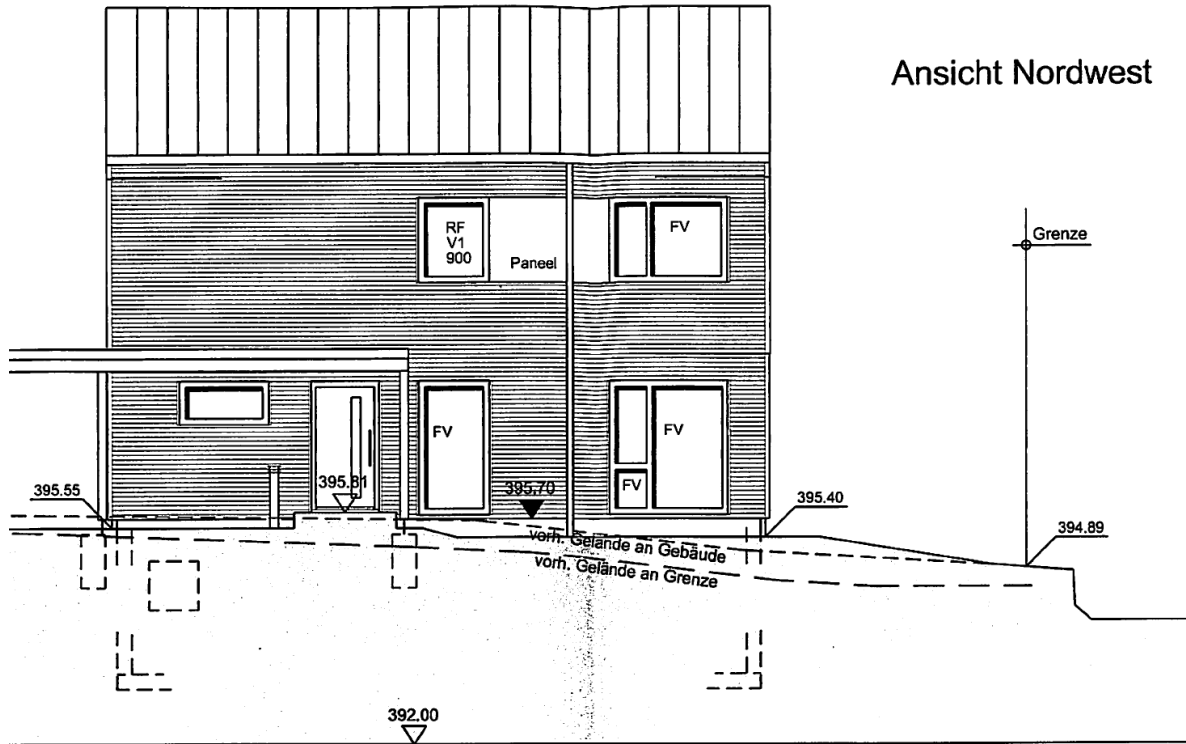 Ansicht Nordwest
RF
V1
900
Paneel
FV
Grenze
FV
FV
FV
395.81
395.70
395.55
395.40
394.89
vorh. Gelände an Gebäude
vorh. Gelände an Grenze
392.00